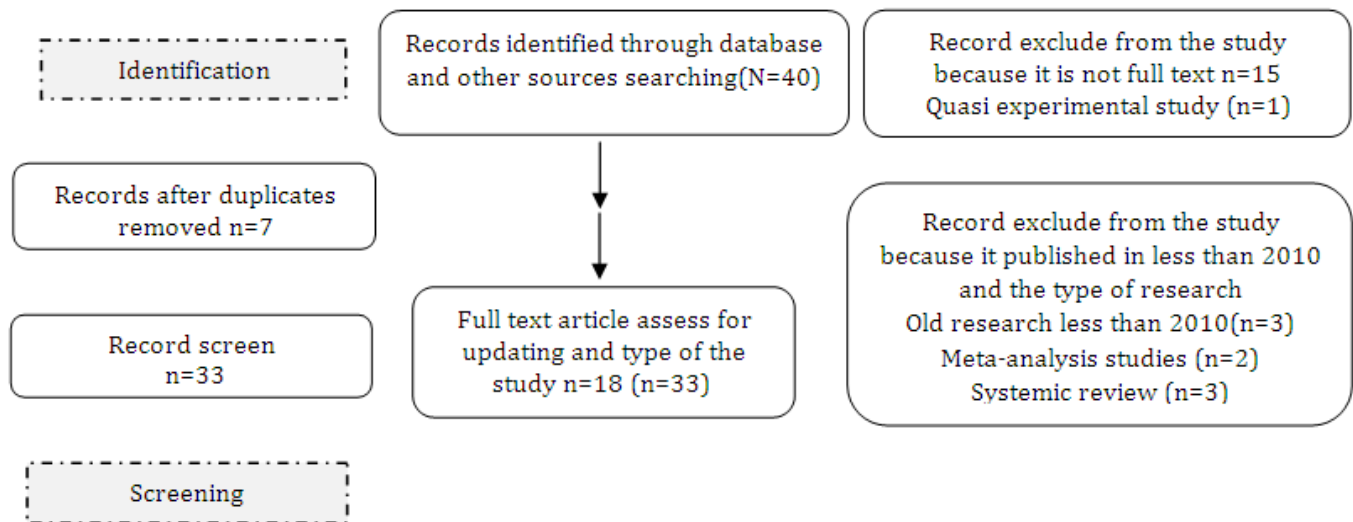 Identification
Records identified through database
and other sources searching(N=40)
Record exclude from the study
because it is not full text n=15
Quasi experimental study (n=1)
Records after duplicates
removed n=7
Record screen
n=33
Full text article assess for
updating and type of the
study n=18 (n=33)
Record exclude from the study
because it published in less than 2010
and the type of research
Old research less than 2010(n=3)
Meta-analysis studies (n=2)
Systemic review (n=3)
Screening